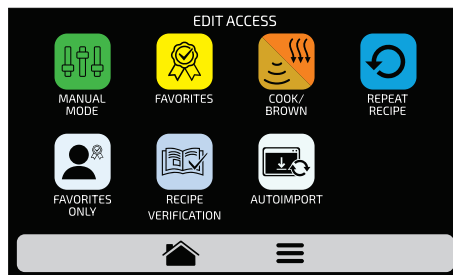 EDIT ACCESS
MANUAL
MODE
FAVORITES
COOK/
BROWN
REPEAT
RECIPE
FAVORITES
ONLY
RECIPE
VERIFICATION
AUTOIMPORT